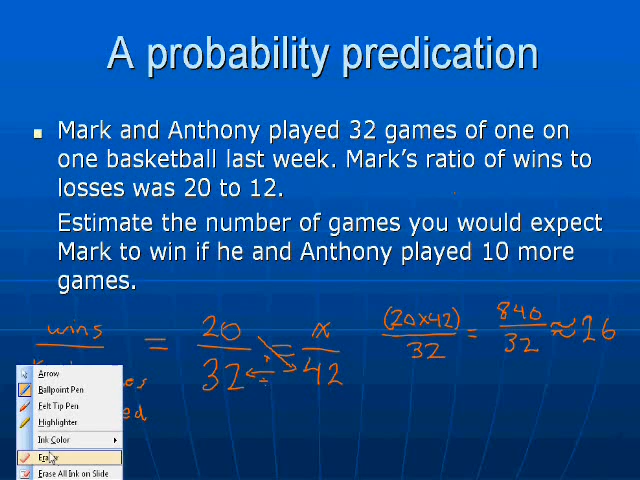 A probability predication
Mark and Anthony played 32 games of one on
one basketball last week. Mark's ratio of wins to
losses was 20 to 12.
Estimate the number of games you would expect
Mark to win if he and Anthony played 10 more
games.
wins = 20/32 = x/42
(20x42)/32 = 840/32 ≈ 26
Arrow
Ballpoint Pen
Felt Tip Pen
Highlighter
Ink Color
Erase All Ink on Slide